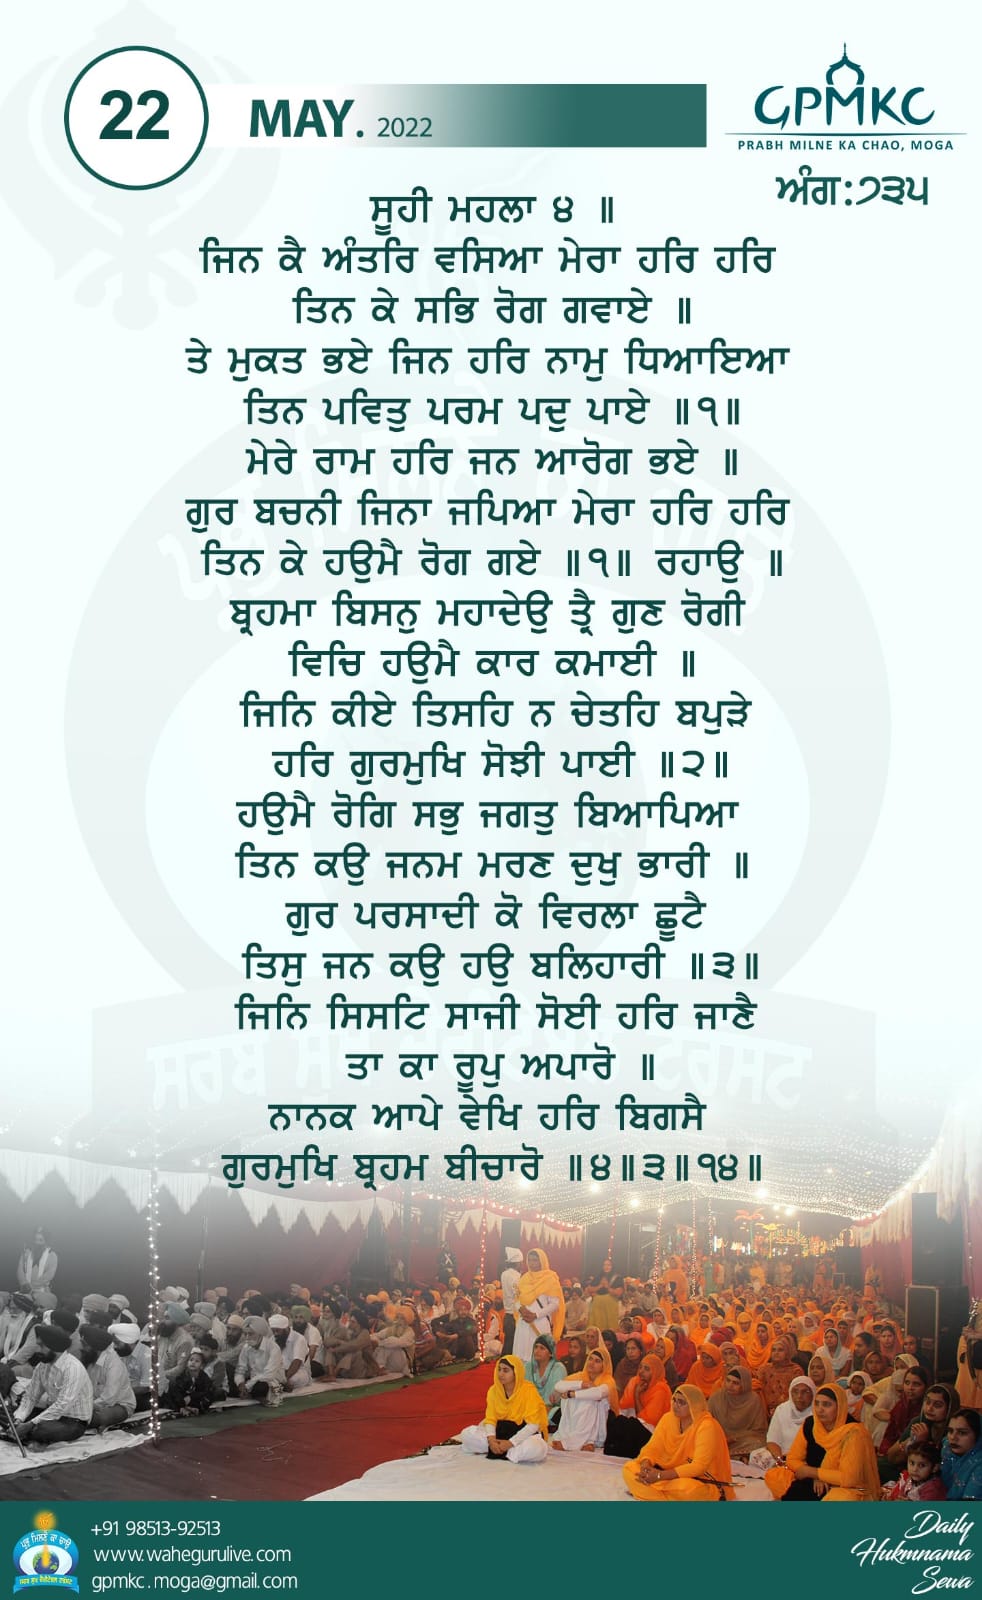 22
MAY. 2022
GPMKC
PRABH MILNE KA CHAO, MOGA
ਅੰਗ:੭੩੫
ਸੂਹੀ ਮਹਲਾ ੪ ॥
ਜਿਨ ਕੈ ਅੰਤਰਿ ਵਸਿਆ ਮੇਰਾ ਹਰਿ ਹਰਿ
ਤਿਨ ਕੇ ਸਭਿ ਰੋਗ ਗਵਾਏ ॥
ਤੇ ਮੁਕਤ ਭਏ ਜਿਨ ਹਰਿ ਨਾਮੁ ਧਿਆਇਆ
ਤਿਨ ਪਵਿਤੁ ਪਰਮ ਪਦੁ ਪਾਏ ॥੧॥
ਮੇਰੇ ਰਾਮ ਹਰਿ ਜਨ ਆਰੋਗ ਭਏ ॥
ਗੁਰ ਬਚਨੀ ਜਿਨਾ ਜਪਿਆ ਮੇਰਾ ਹਰਿ ਹਰਿ
ਤਿਨ ਕੇ ਹਉਮੈ ਰੋਗ ਗਏ ॥੧॥ ਰਹਾਉ ॥
ਬ੍ਰਹਮਾ ਬਿਸਨੁ ਮਹਾਦੇਉ ਤ੍ਰੈ ਗੁਣ ਰੋਗੀ
ਵਿਚਿ ਹਉਮੈ ਕਾਰ ਕਮਾਈ ॥
ਜਿਨਿ ਕੀਏ ਤਿਸਹਿ ਨ ਚੇਤਹਿ ਬਪੁੜੇ
ਹਰਿ ਗੁਰਮੁਖਿ ਸੋਝੀ ਪਾਈ ॥੨॥
ਹਉਮੈ ਰੋਗਿ ਸਭੁ ਜਗਤੁ ਬਿਆਪਿਆ
ਤਿਨ ਕਉ ਜਨਮ ਮਰਣ ਦੁਖੁ ਭਾਰੀ ॥
ਗੁਰ ਪਰਸਾਦੀ ਕੋ ਵਿਰਲਾ ਛੂਟੈ
ਤਿਸੁ ਜਨ ਕਉ ਹਉ ਬਲਿਹਾਰੀ ॥੩॥
ਜਿਨਿ ਸਿਸਟਿ ਸਾਜੀ ਸੋਈ ਹਰਿ ਜਾਣੈ
ਤਾ ਕਾ ਰੂਪੁ ਅਪਾਰੋ ॥
ਨਾਨਕ ਆਪੇ ਵੇਖਿ ਹਰਿ ਬਿਗਸੈ
ਗੁਰਮੁਖਿ ਬ੍ਰਹਮ ਬੀਚਾਰੋ ॥੪॥੩॥੧੪॥
+91 98513-92513
www.wahegurulive.com
gpmkc.moga@gmail.com
Daily
Hukmnama
Sewa